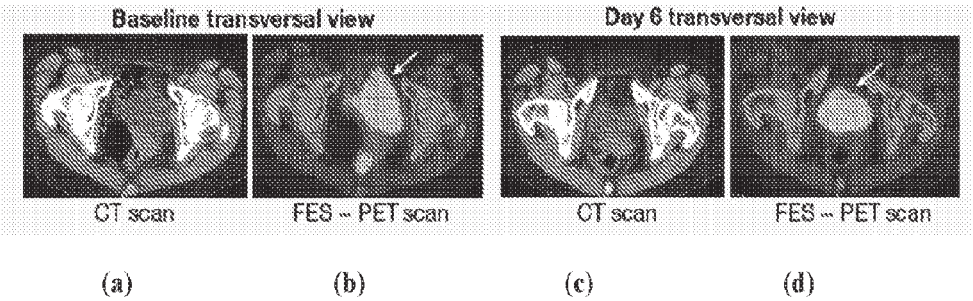 Baseline transversal view
Day 6 transversal view
CT scan
FES – PET scan
CT scan
FES – PET scan
(a)
(b)
(c)
(d)